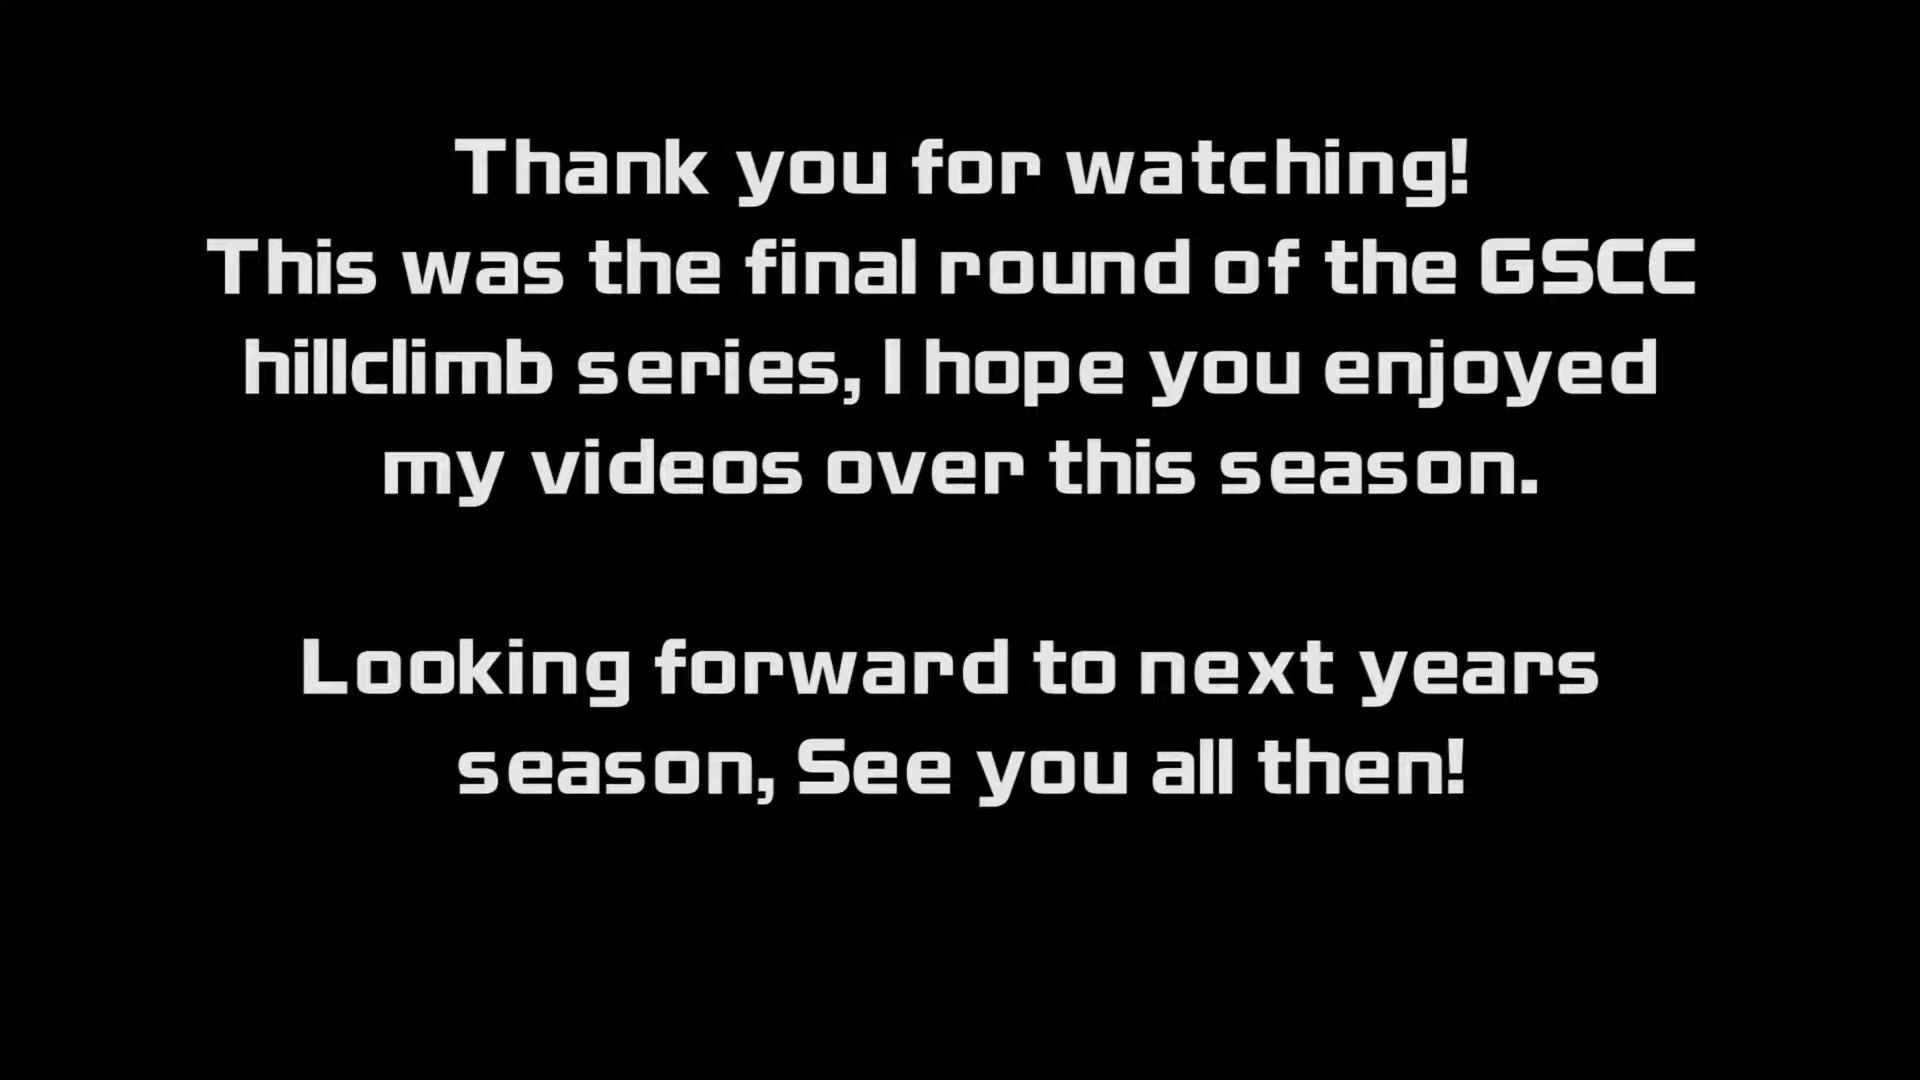 Thank you for watching!
This was the final round of the GSCC
hillclimb series, I hope you enjoyed
my videos over this season.
Looking forward to next years
season, See you all then!